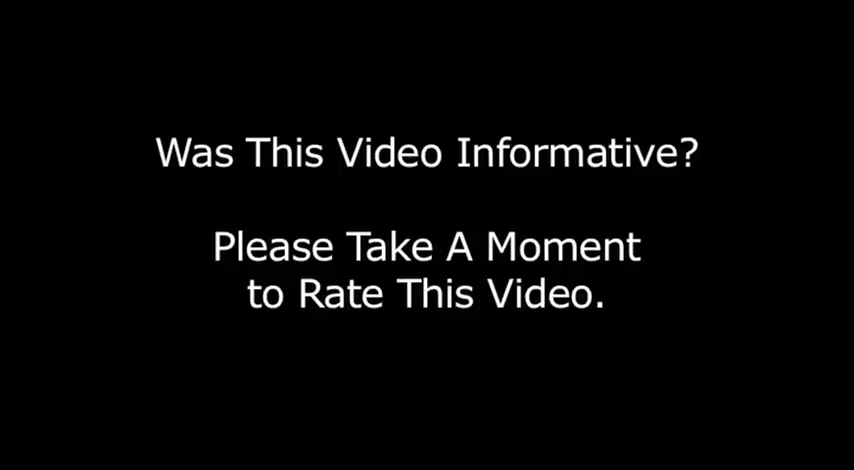 Was This Video Informative?
Please Take A Moment
to Rate This Video.